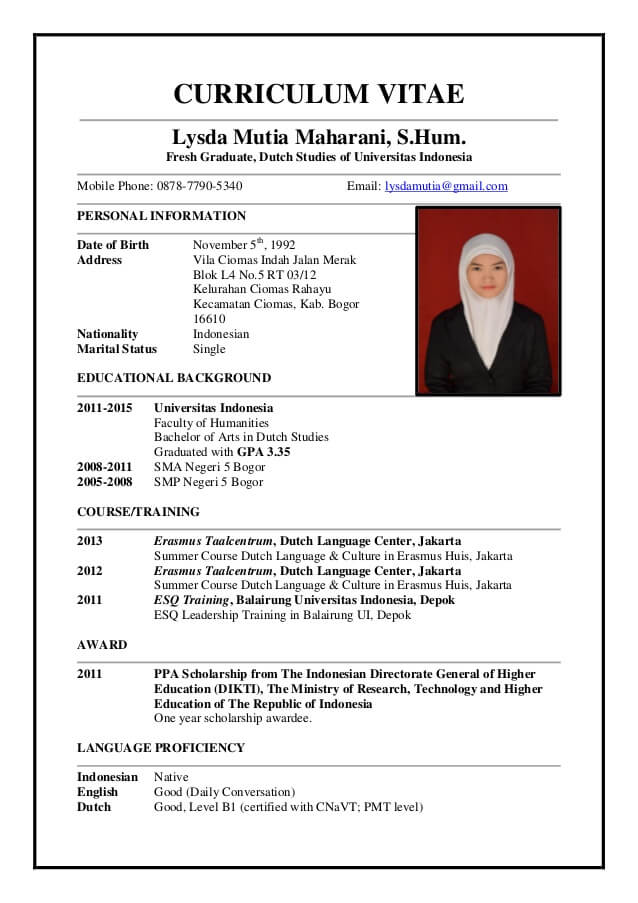 CURRICULUM VITAE
Lysda Mutia Maharani, S.Hum.
Fresh Graduate, Dutch Studies of Universitas Indonesia
Mobile Phone: 0878-7790-5340 Email: lysdamutia@gmail.com
PERSONAL INFORMATION
Date of Birth November 5th, 1992
Address Vila Ciomas Indah Jalan Merak
Blok L4 No.5 RT 03/12
Kelurahan Ciomas Rahayu
Kecamatan Ciomas, Kab. Bogor
16610
Nationality Indonesian
Marital Status Single
EDUCATIONAL BACKGROUND
2011-2015 Universitas Indonesia
Faculty of Humanities
Bachelor of Arts in Dutch Studies
Graduated with GPA 3.35
2008-2011 SMA Negeri 5 Bogor
2005-2008 SMP Negeri 5 Bogor
COURSE/TRAINING
2013 Erasmus Taalcentrum, Dutch Language Center, Jakarta
Summer Course Dutch Language & Culture in Erasmus Huis, Jakarta
2012 Erasmus Taalcentrum, Dutch Language Center, Jakarta
Summer Course Dutch Language & Culture in Erasmus Huis, Jakarta
2011 ESQ Training, Balairung Universitas Indonesia, Depok
ESQ Leadership Training in Balairung UI, Depok
AWARD
2011 PPA Scholarship from The Indonesian Directorate General of Higher
Education (DIKTI), The Ministry of Research, Technology and Higher
Education of The Republic of Indonesia
One year scholarship awardee.
LANGUAGE PROFICIENCY
Indonesian Native
English Good (Daily Conversation)
Dutch Good, Level B1 (certified with CNaVT; PMT level)